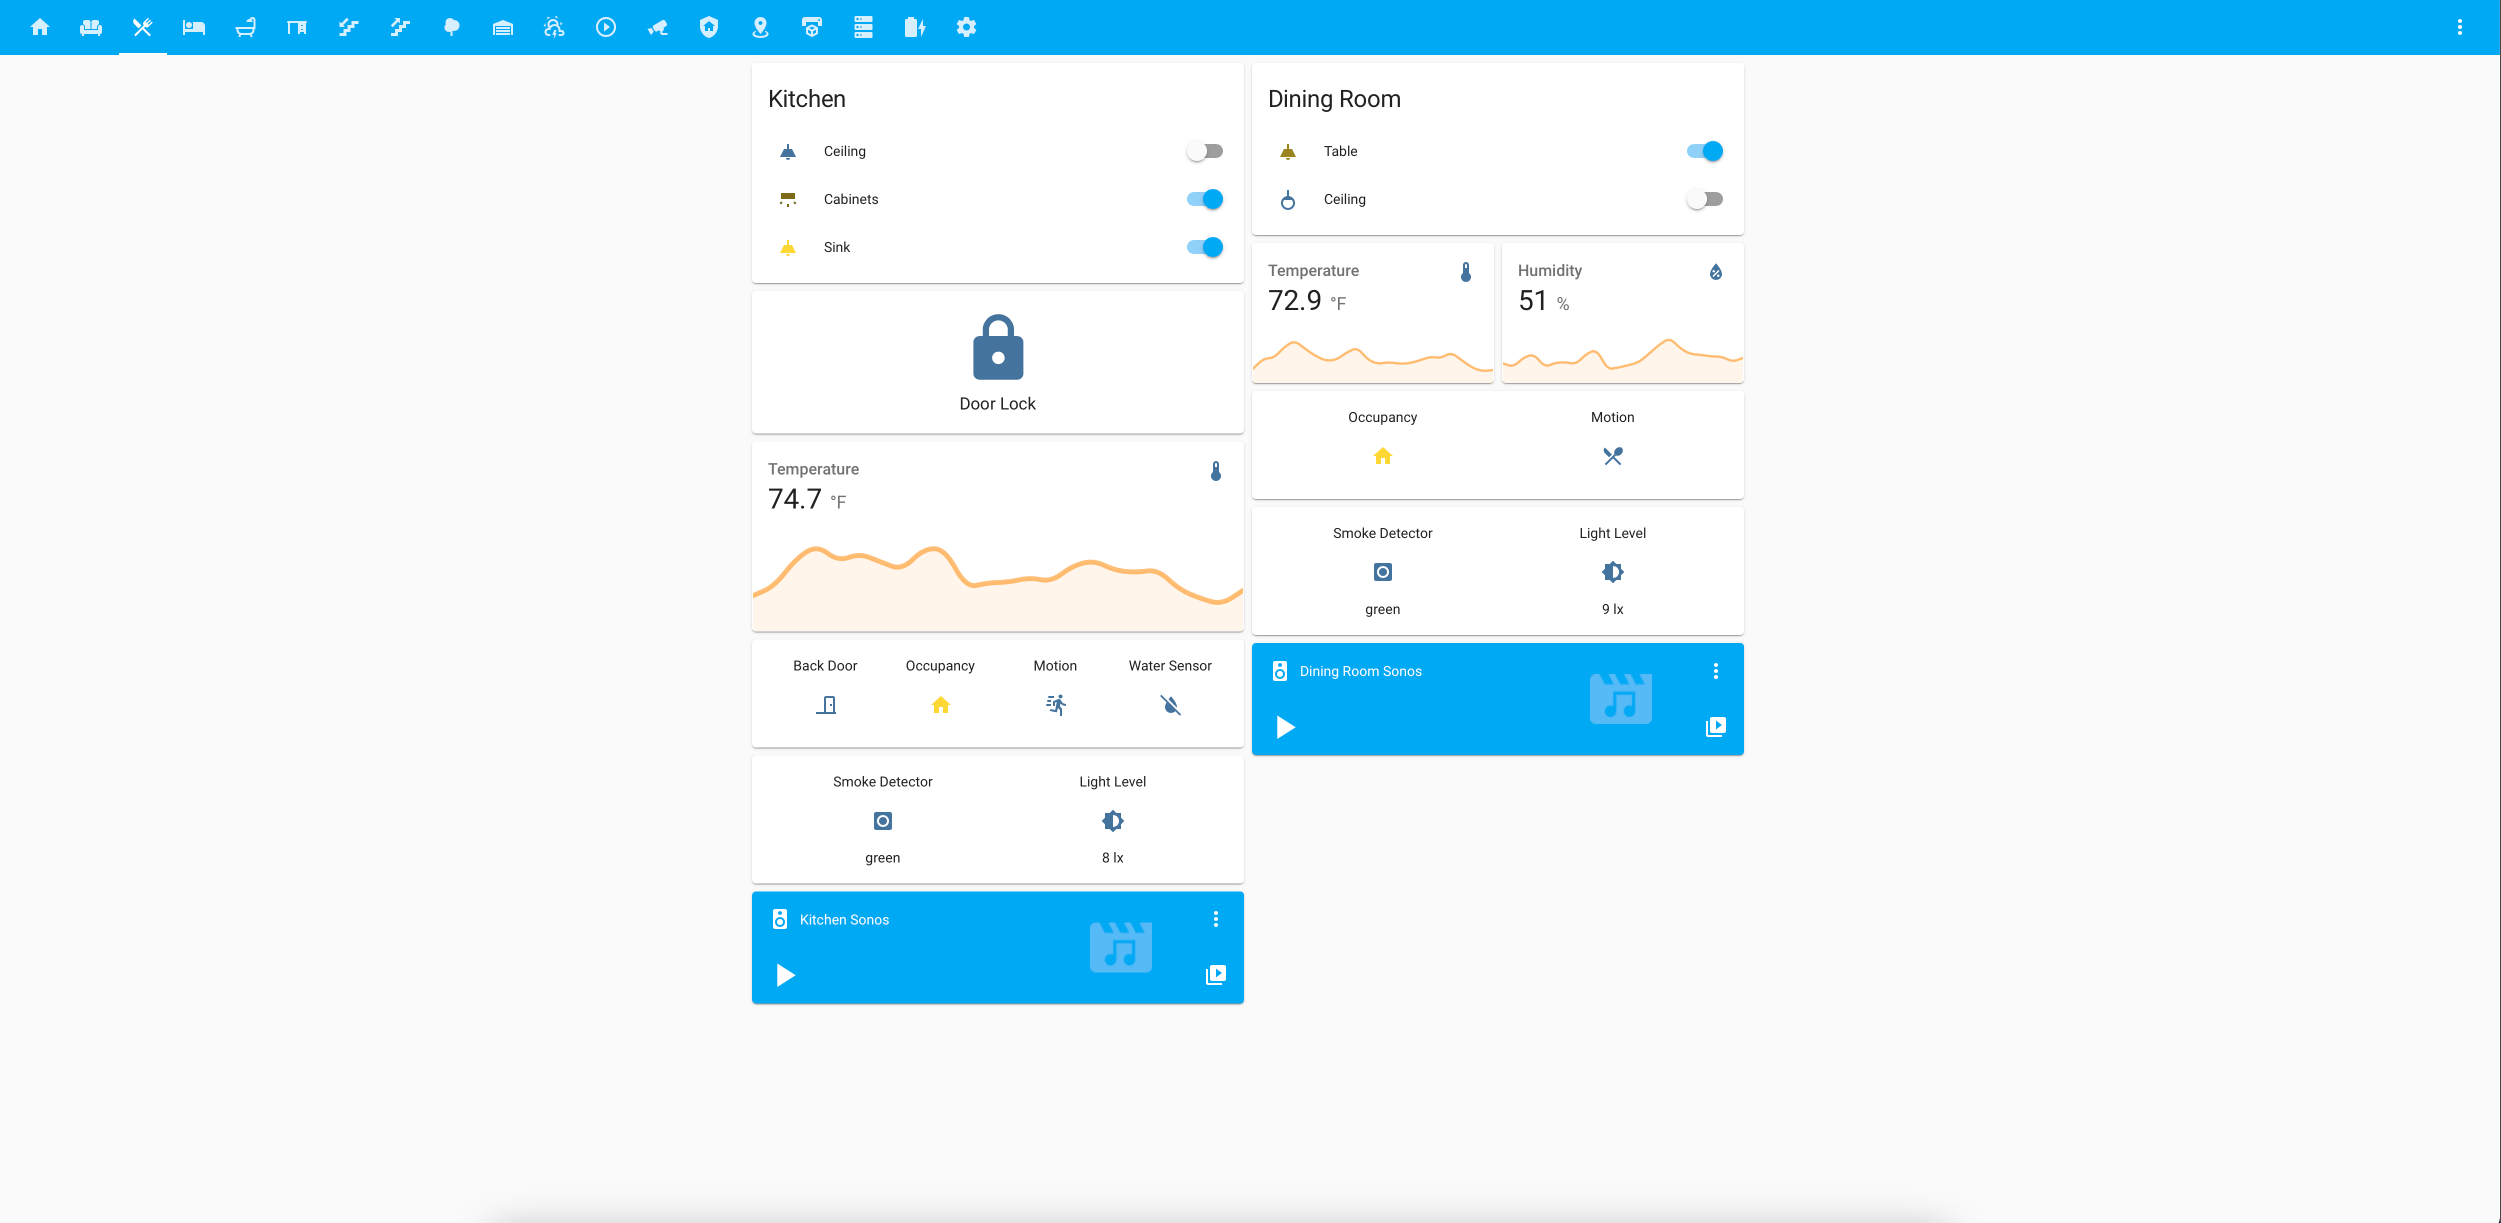 Kitchen
Ceiling
Cabinets
Sink
Door Lock
Temperature
74.7 °F
Back Door Occupancy Motion Water Sensor
Smoke Detector Light Level
green 8 lx
Kitchen Sonos
Dining Room
Table
Ceiling
Temperature
72.9 °F
Humidity
51 %
Occupancy Motion
Smoke Detector Light Level
green 9 lx
Dining Room Sonos